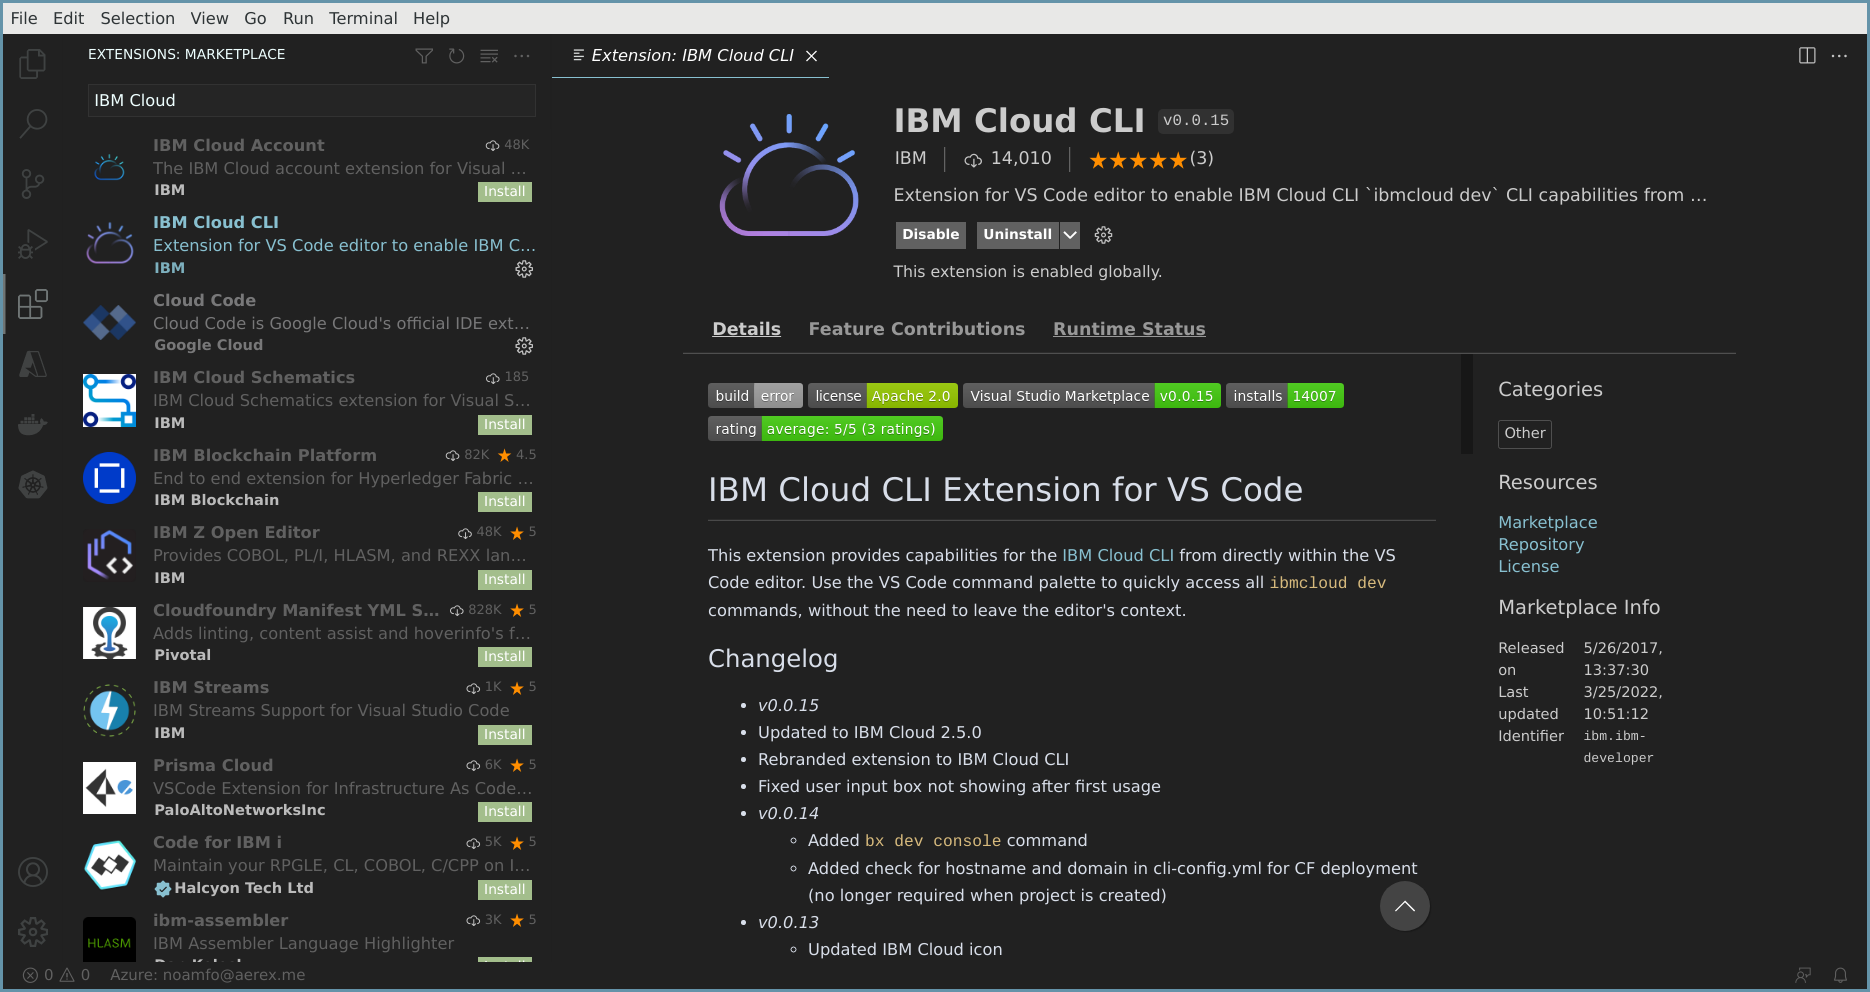 File Edit Selection View Go Run Terminal Help
EXTENSIONS: MARKETPLACE
IBM Cloud
IBM Cloud Account 48K
The IBM Cloud account extension for Visual ...
IBM Install
IBM Cloud CLI
Extension for VS Code editor to enable IBM C...
IBM
Cloud Code
Cloud Code is Google Cloud's official IDE ext...
Google Cloud
IBM Cloud Schematics 185
IBM Cloud Schematics extension for Visual S...
IBM Install
IBM Blockchain Platform 82K ★ 4.5
End to end extension for Hyperledger Fabric ...
IBM Blockchain Install
IBM Z Open Editor 48K ★ 5
Provides COBOL, PL/I, HLASM, and REXX lan...
IBM Install
Cloudfoundry Manifest YML S... 828K ★ 5
Adds linting, content assist and hoverinfo's f...
Pivotal Install
IBM Streams 1K ★ 5
IBM Streams Support for Visual Studio Code
IBM Install
Prisma Cloud 6K ★ 5
VSCode Extension for Infrastructure As Code...
PaloAltoNetworksInc Install
Code for IBM i 5K ★ 5
Maintain your RPGLE, CL, COBOL, C/CPP on I...
Halcyon Tech Ltd Install
ibm-assembler 3K ★ 5
HLASM
IBM Assembler Language Highlighter
Extension: IBM Cloud CLI
IBM Cloud CLI v0.0.15
IBM 14,010 ★★★★★(3)
Extension for VS Code editor to enable IBM Cloud CLI `ibmcloud dev` CLI capabilities from ...
Disable Uninstall
This extension is enabled globally.
Details Feature Contributions Runtime Status
build error license Apache 2.0 Visual Studio Marketplace v0.0.15 installs 14007
rating average: 5/5 (3 ratings)
IBM Cloud CLI Extension for VS Code
This extension provides capabilities for the IBM Cloud CLI from directly within the VS
Code editor. Use the VS Code command palette to quickly access all ibmcloud dev
commands, without the need to leave the editor's context.
Changelog
• v0.0.15
• Updated to IBM Cloud 2.5.0
• Rebranded extension to IBM Cloud CLI
• Fixed user input box not showing after first usage
• v0.0.14
◦ Added bx dev console command
◦ Added check for hostname and domain in cli-config.yml for CF deployment
(no longer required when project is created)
• v0.0.13
◦ Updated IBM Cloud icon
Categories
Other
Resources
Marketplace
Repository
License
Marketplace Info
Released 5/26/2017,
on 13:37:30
Last 3/25/2022,
updated 10:51:12
Identifier ibm.ibm-
developer
0 0 Azure: noamfo@aerex.me